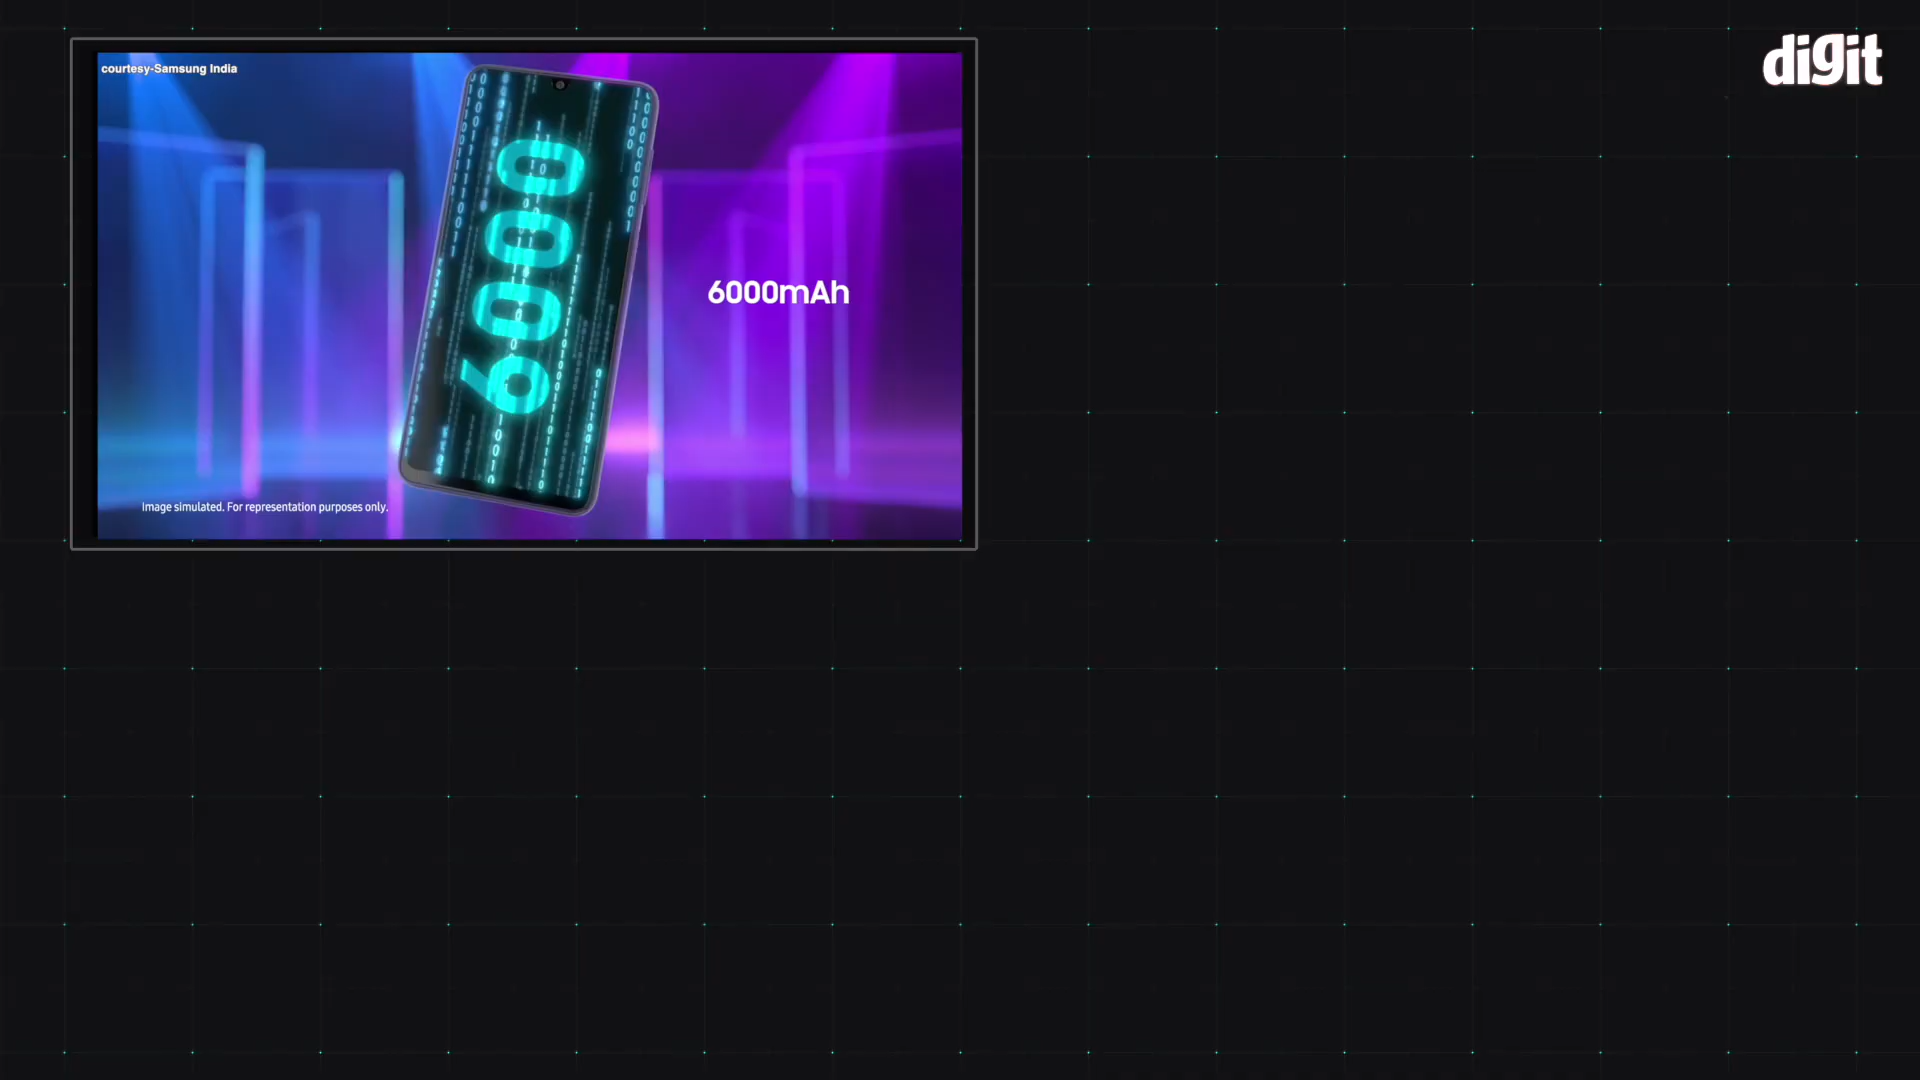 digit
courtesy-Samsung India
6000
6000mAh
Image simulated. For representation purposes only.